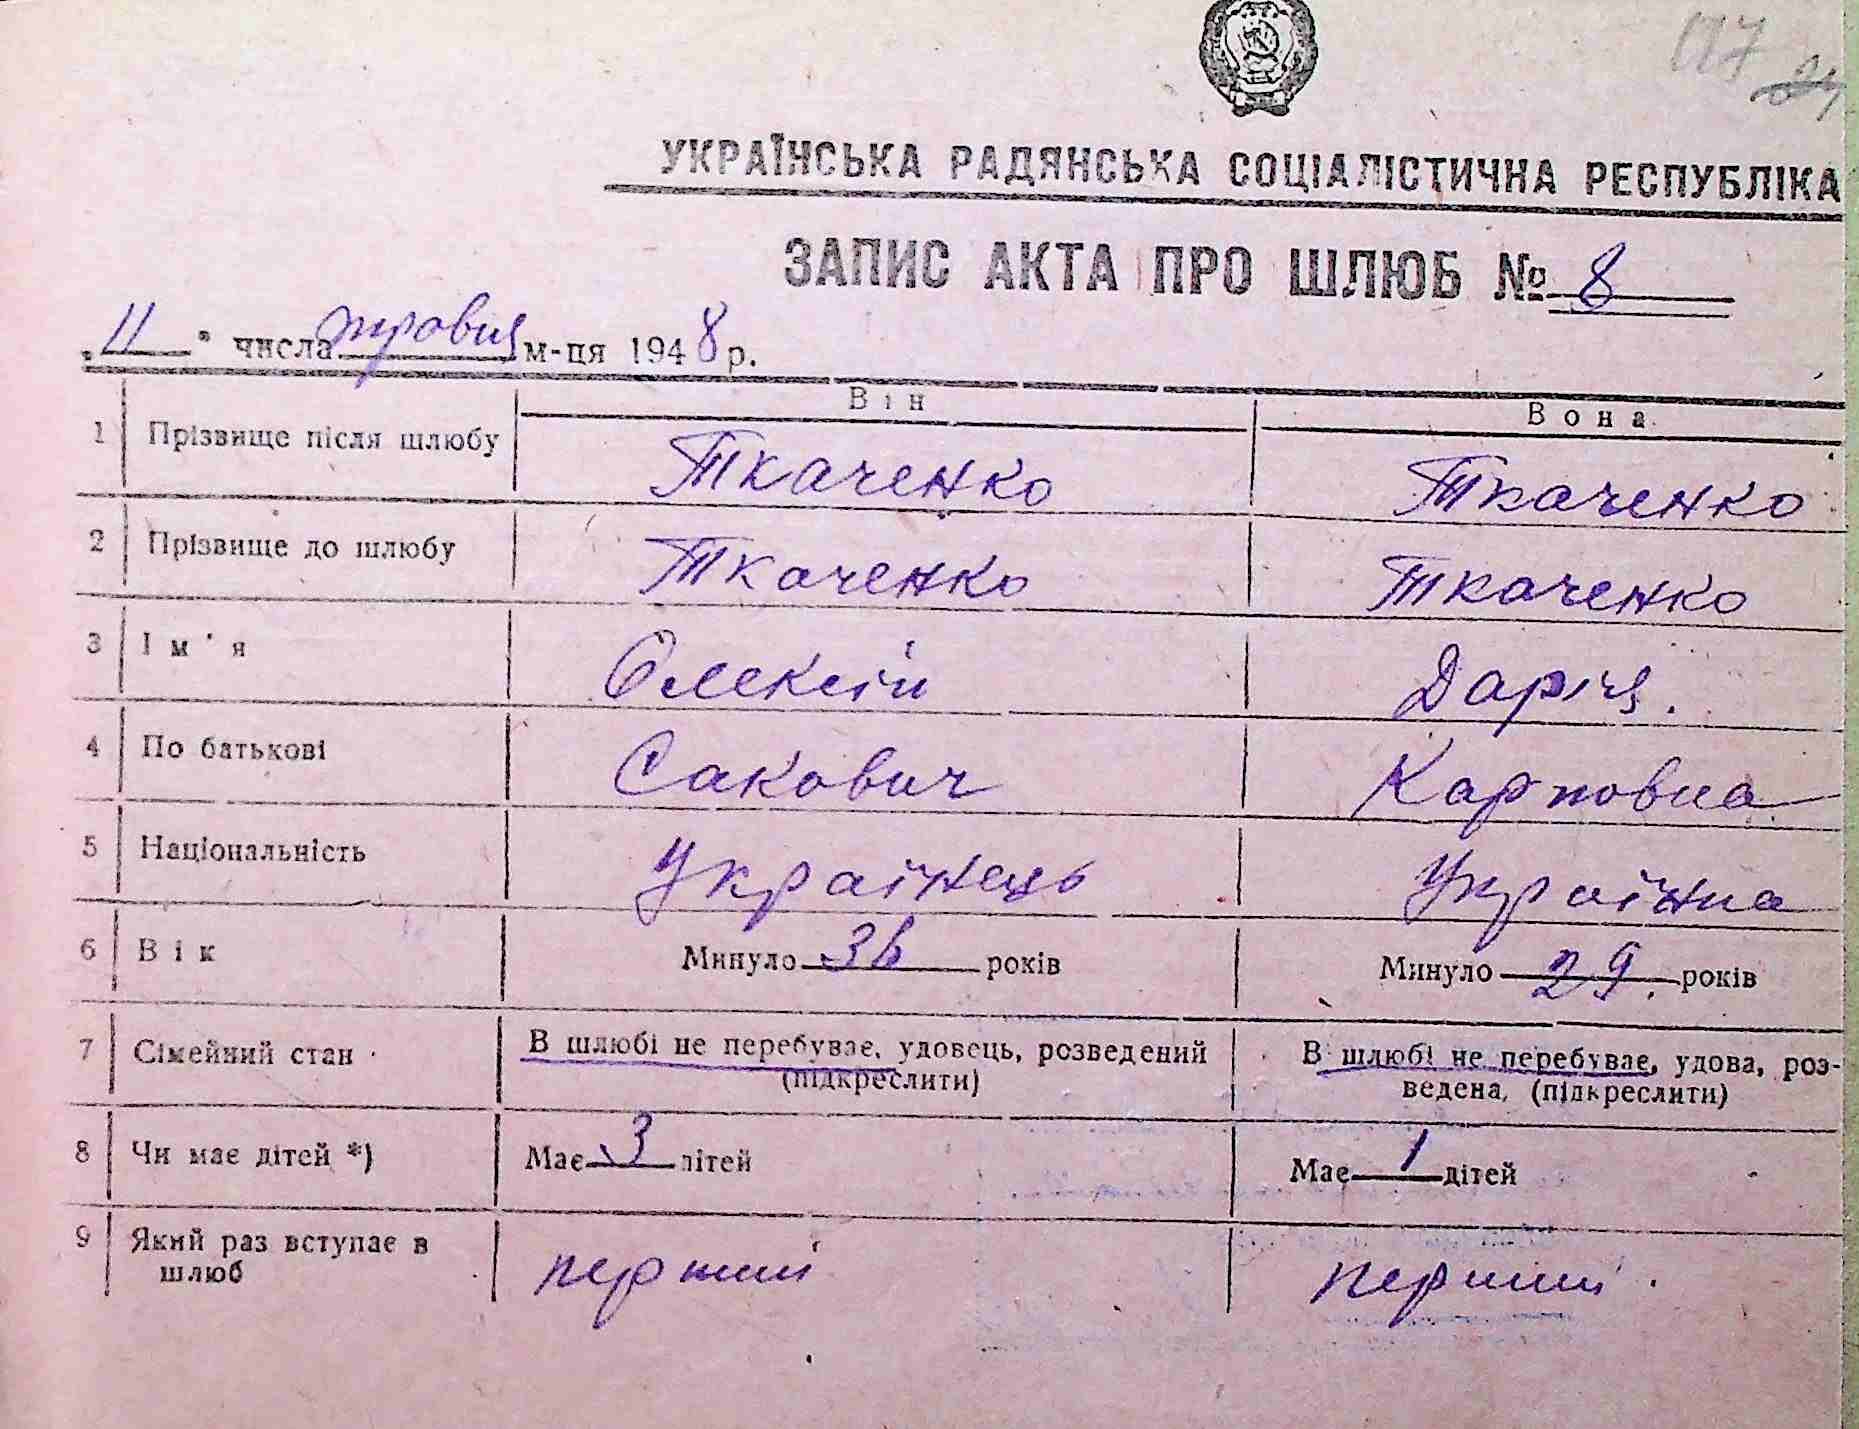 117
УКРАЇНСЬКА РАДЯНСЬКА СОЦІАЛІСТИЧНА РЕСПУБЛІКА
ЗАПИС АКТА ПРО ШЛЮБ № 8
„11" числа травня м-ця 1948 р.
Він Вона
1 Прізвище після шлюбу Ткаченко Ткаченко
2 Прізвище до шлюбу Ткаченко Ткаченко
3 Ім'я Олексій Дарія.
4 По батькові Сакович Карповна
5 Національність Українець Українка
6 Вік Минуло 36 років Минуло 29. років
7 Сімейний стан В шлюбі не перебуває, удовець, розведений В шлюбі не перебуває, удова, роз-
(підкреслити) ведена, (підкреслити)
8 Чи має дітей *) Має 3 дітей Має 1 дітей
9 Який раз вступає в перший перший
шлюб